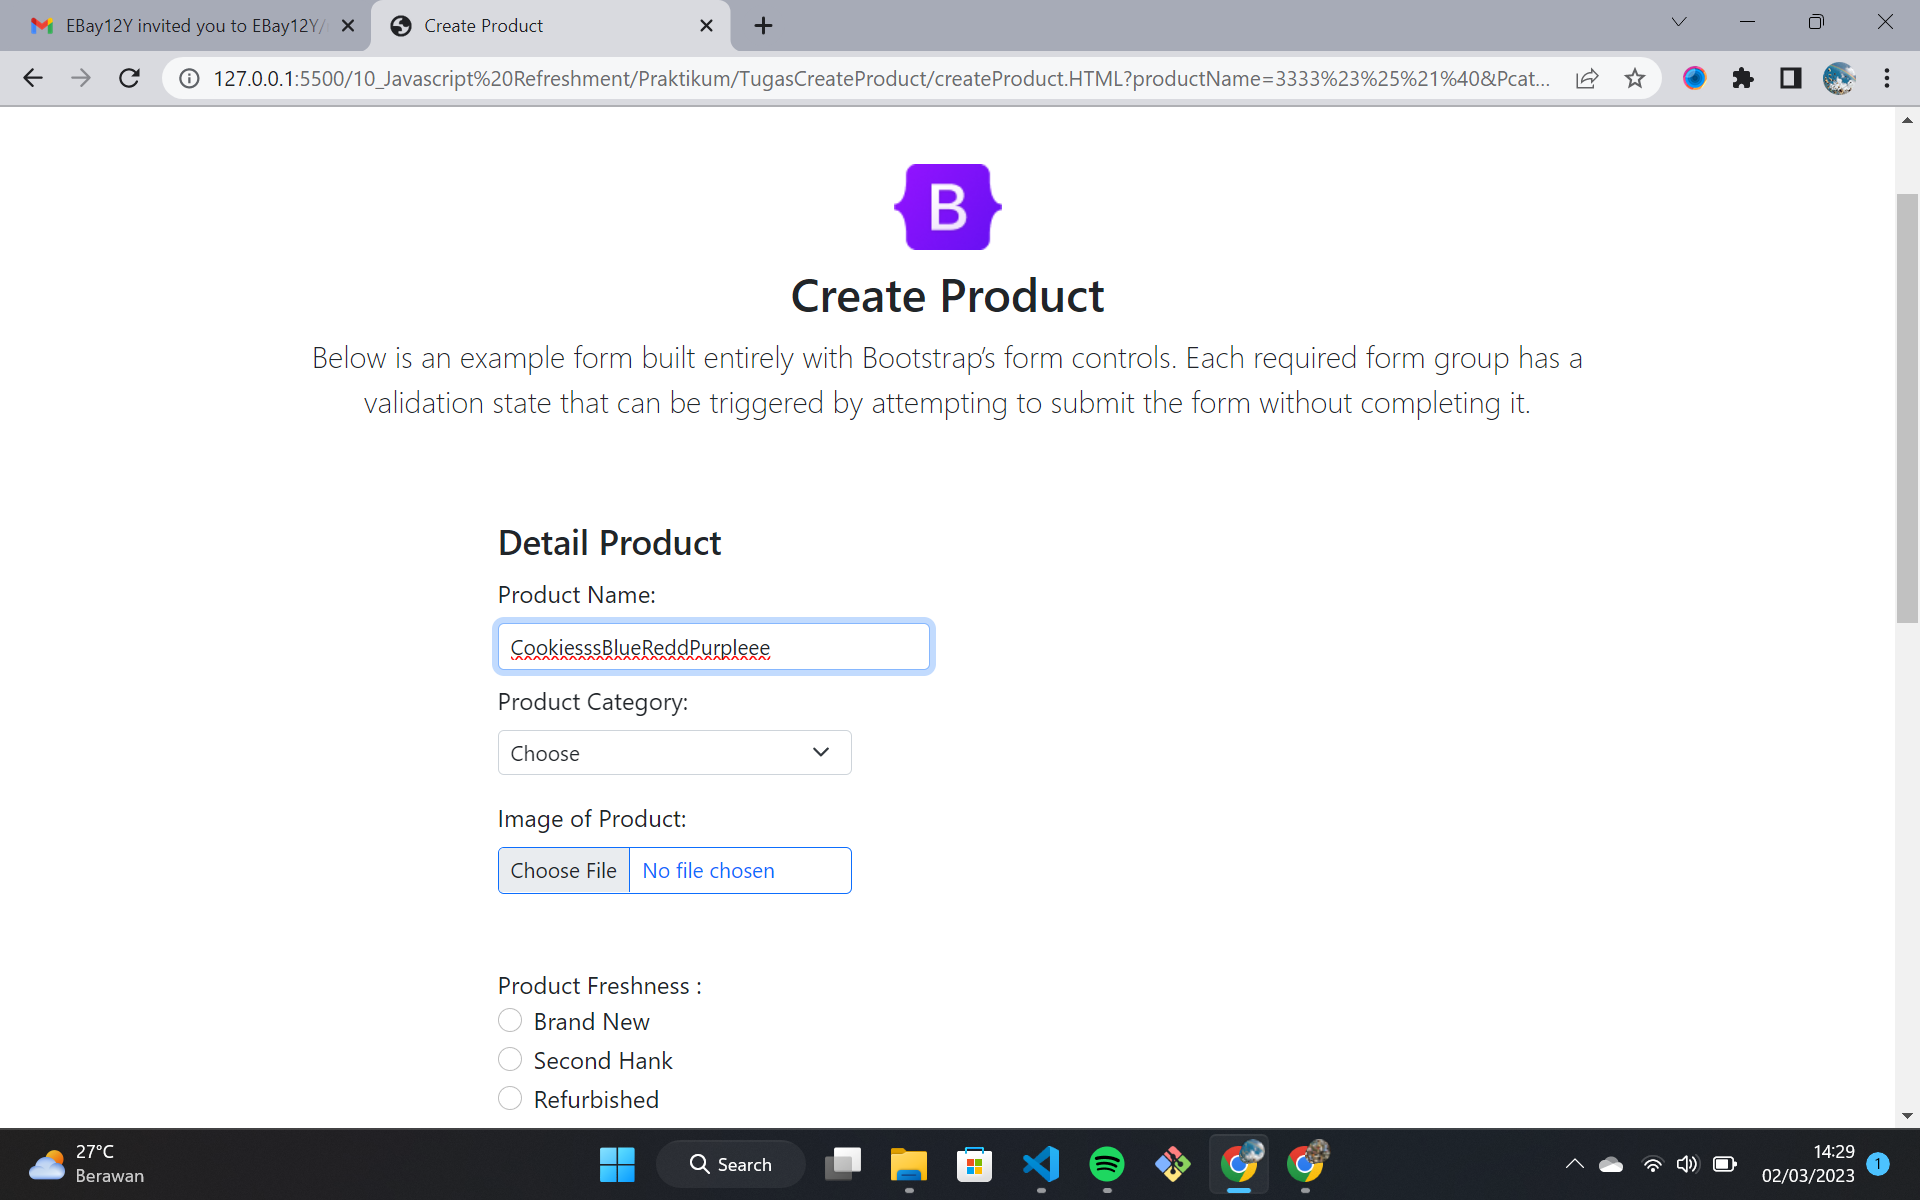 EBay12Y invited you to EBay12Y/
Create Product
127.0.0.1:5500/10_Javascript%20Refreshment/Praktikum/TugasCreateProduct/createProduct.HTML?productName=3333%23%25%21%40&Pcat...
B
Create Product
Below is an example form built entirely with Bootstrap’s form controls. Each required form group has a
validation state that can be triggered by attempting to submit the form without completing it.
Detail Product
Product Name:
CookiesssBlueReddPurpleee
Product Category:
Choose
Image of Product:
Choose File No file chosen
Product Freshness :
Brand New
Second Hank
Refurbished
27°C
Berawan
Search
14:29
02/03/2023
1